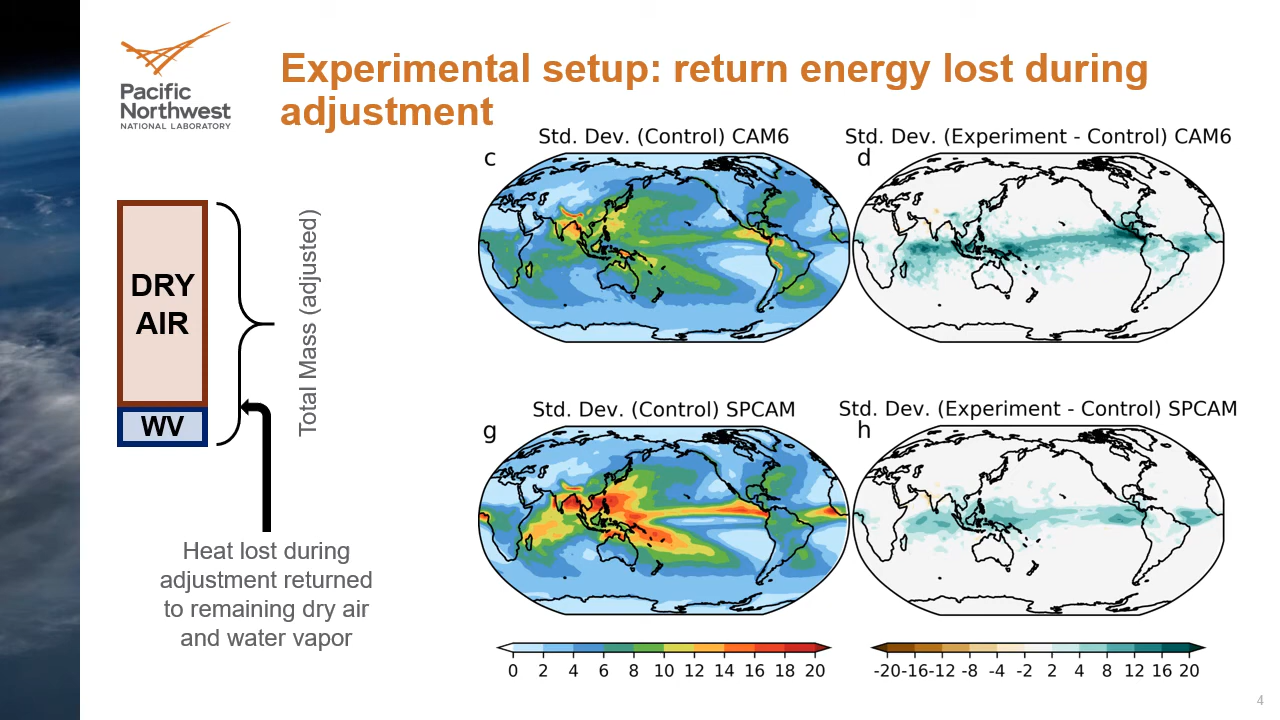 Pacific
Northwest
NATIONAL LABORATORY
Experimental setup: return energy lost during
adjustment
DRY
AIR
WV
Total Mass (adjusted)
Heat lost during
adjustment returned
to remaining dry air
and water vapor
Std. Dev. (Control) CAM6
c
Std. Dev. (Experiment - Control) CAM6
d
Std. Dev. (Control) SPCAM
g
Std. Dev. (Experiment - Control) SPCAM
h
0 2 4 6 8 10 12 14 16 18 20
-20 -16 -12 -8 -4 -2 2 4 8 12 16 20
4